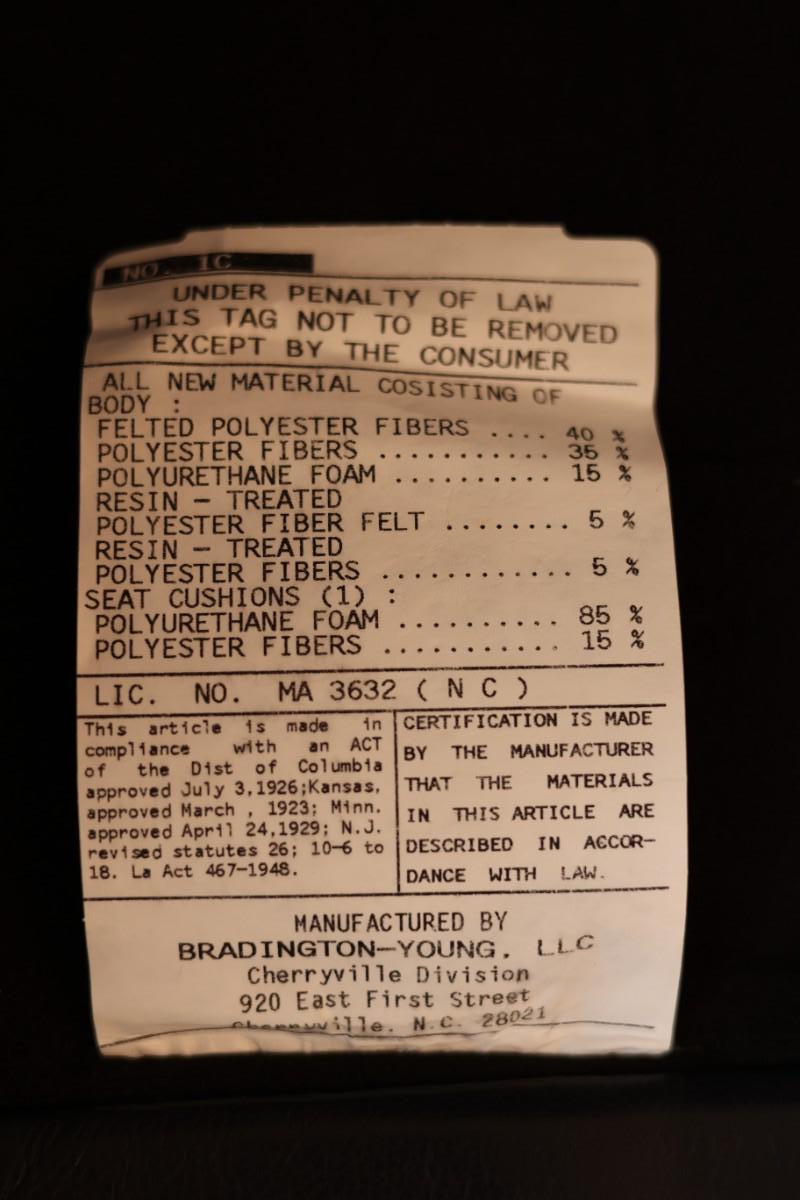 NO. 1C
UNDER PENALTY OF LAW
THIS TAG NOT TO BE REMOVED
EXCEPT BY THE CONSUMER
ALL NEW MATERIAL COSISTING OF
BODY :
FELTED POLYESTER FIBERS .... 40 %
POLYESTER FIBERS ........... 35 %
POLYURETHANE FOAM .......... 15 %
RESIN - TREATED
POLYESTER FIBER FELT ........ 5 %
RESIN - TREATED
POLYESTER FIBERS ............ 5 %
SEAT CUSHIONS (1) :
POLYURETHANE FOAM .......... 85 %
POLYESTER FIBERS ........... 15 %
LIC. NO. MA 3632 ( N C )
This article is made in
compliance with an ACT
of the Dist of Columbia
approved July 3,1926;Kansas,
approved March , 1923; Minn.
approved April 24,1929; N.J.
revised statutes 26; 10-6 to
18. La Act 467-1948.
CERTIFICATION IS MADE
BY THE MANUFACTURER
THAT THE MATERIALS
IN THIS ARTICLE ARE
DESCRIBED IN ACCOR-
DANCE WITH LAW.
MANUFACTURED BY
BRADINGTON-YOUNG, LLC
Cherryville Division
920 East First Street
Cherryville, N.C. 28021